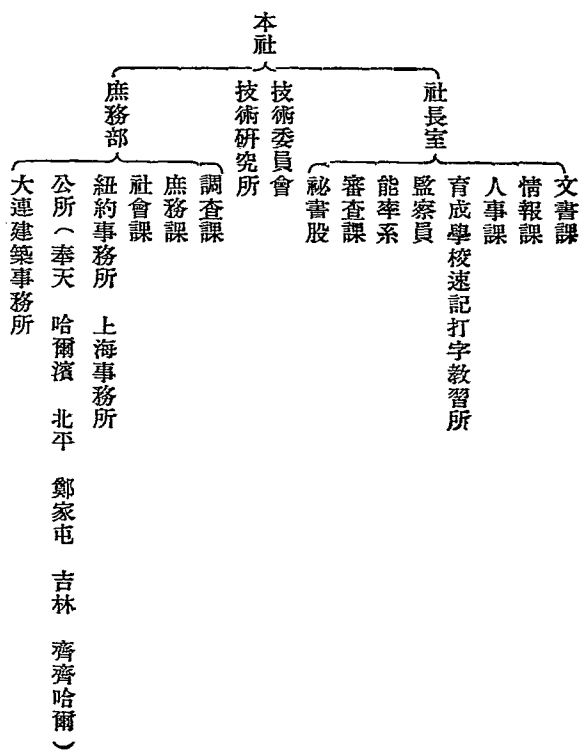 本社
社長室
文書課
情報課
人事課
育成學校速記打字教習所
監察員
能率系
審査課
祕書股
技術委員會
技術研究所
庶務部
調査課
庶務課
社會課
紐約事務所　上海事務所
公所（奉天　哈爾濱　北平　鄭家屯　吉林　齊齊哈爾）
大連建築事務所